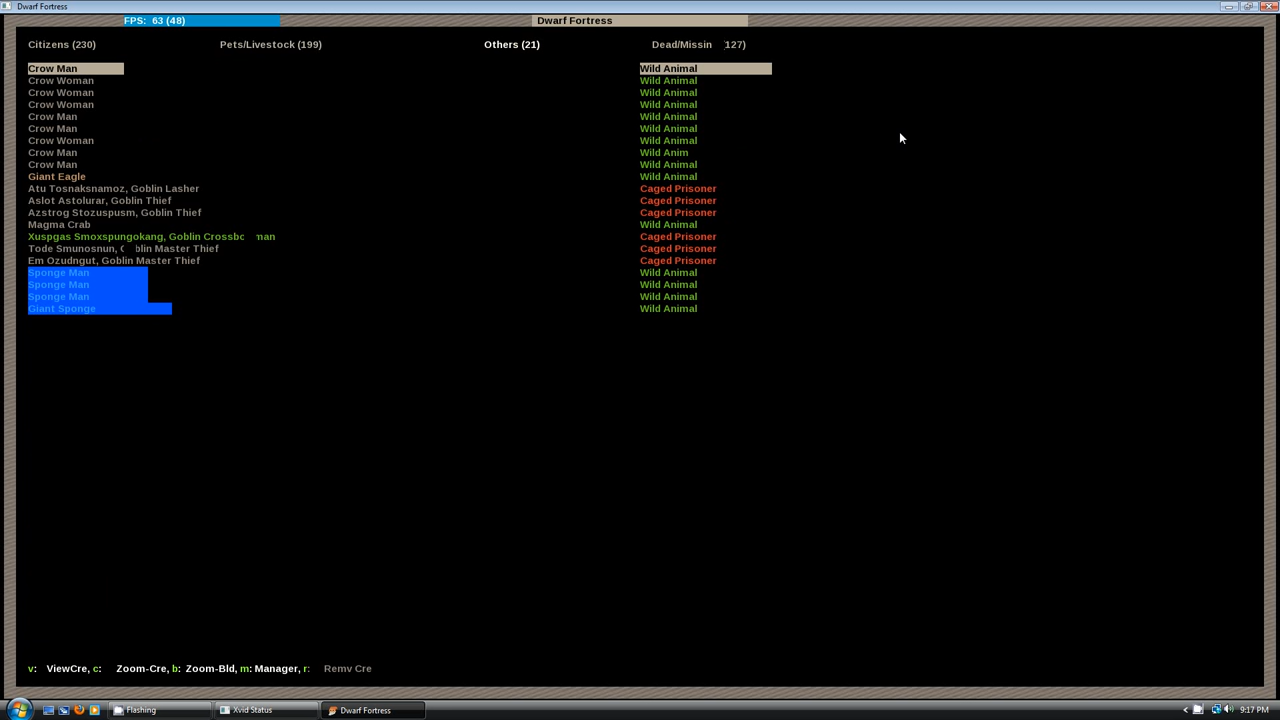 Dwarf Fortress
FPS: 63 (48) Dwarf Fortress
Citizens (230) Pets/Livestock (199) Others (21) Dead/Missin 127)
Crow Man Wild Animal
Crow Woman Wild Animal
Crow Woman Wild Animal
Crow Woman Wild Animal
Crow Man Wild Animal
Crow Man Wild Animal
Crow Woman Wild Animal
Crow Man Wild Anim
Crow Man Wild Animal
Giant Eagle Wild Animal
Atu Tosnaksnamoz, Goblin Lasher Caged Prisoner
Aslot Astolurar, Goblin Thief Caged Prisoner
Azstrog Stozuspusm, Goblin Thief Caged Prisoner
Magma Crab Wild Animal
Xuspgas Smoxspungokang, Goblin Crossbo man Caged Prisoner
Tode Smunosnun, G blin Master Thief Caged Prisoner
Em Ozudngut, Goblin Master Thief Caged Prisoner
Sponge Man Wild Animal
Sponge Man Wild Animal
Sponge Man Wild Animal
Giant Sponge Wild Animal
v: ViewCre, c: Zoom-Cre, b: Zoom-Bld, m: Manager, r: Remv Cre
Flashing Xvid Status Dwarf Fortress 9:17 PM